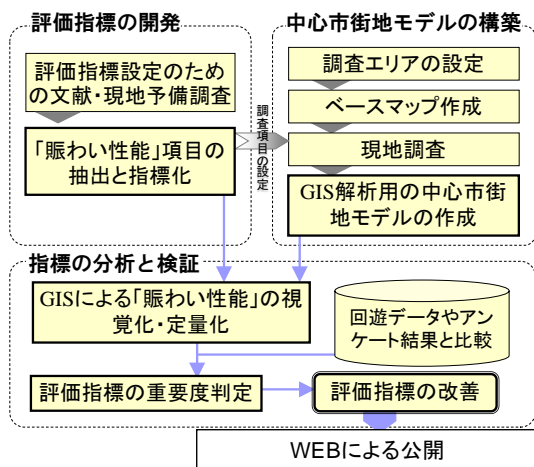 評価指標の開発
評価指標設定のため
の文献・現地予備調査
「賑わい性能」項目の
抽出と指標化
調査項目の設定
中心市街地モデルの構築
調査エリアの設定
ベースマップ作成
現地調査
GIS解析用の中心市街
地モデルの作成
指標の分析と検証
GISによる「賑わい性能」の視
覚化・定量化
回遊データやアン
ケート結果と比較
評価指標の重要度判定
評価指標の改善
WEBによる公開